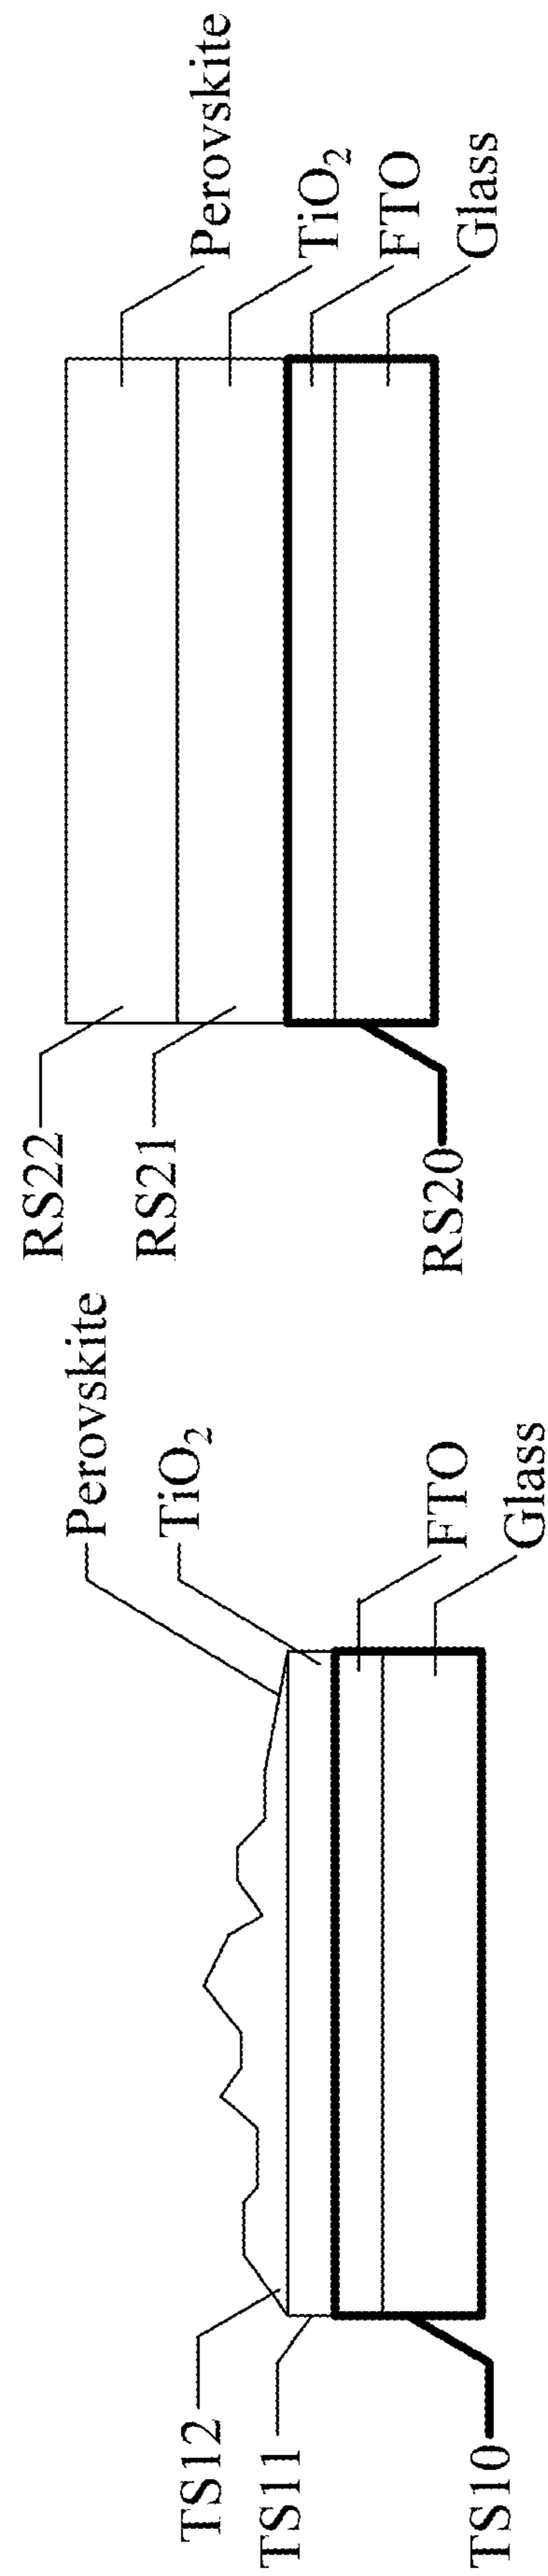 TS12
TS11
TS10
Perovskite
TiO₂
FTO
Glass
RS22
RS21
RS20
Perovskite
TiO₂
FTO
Glass